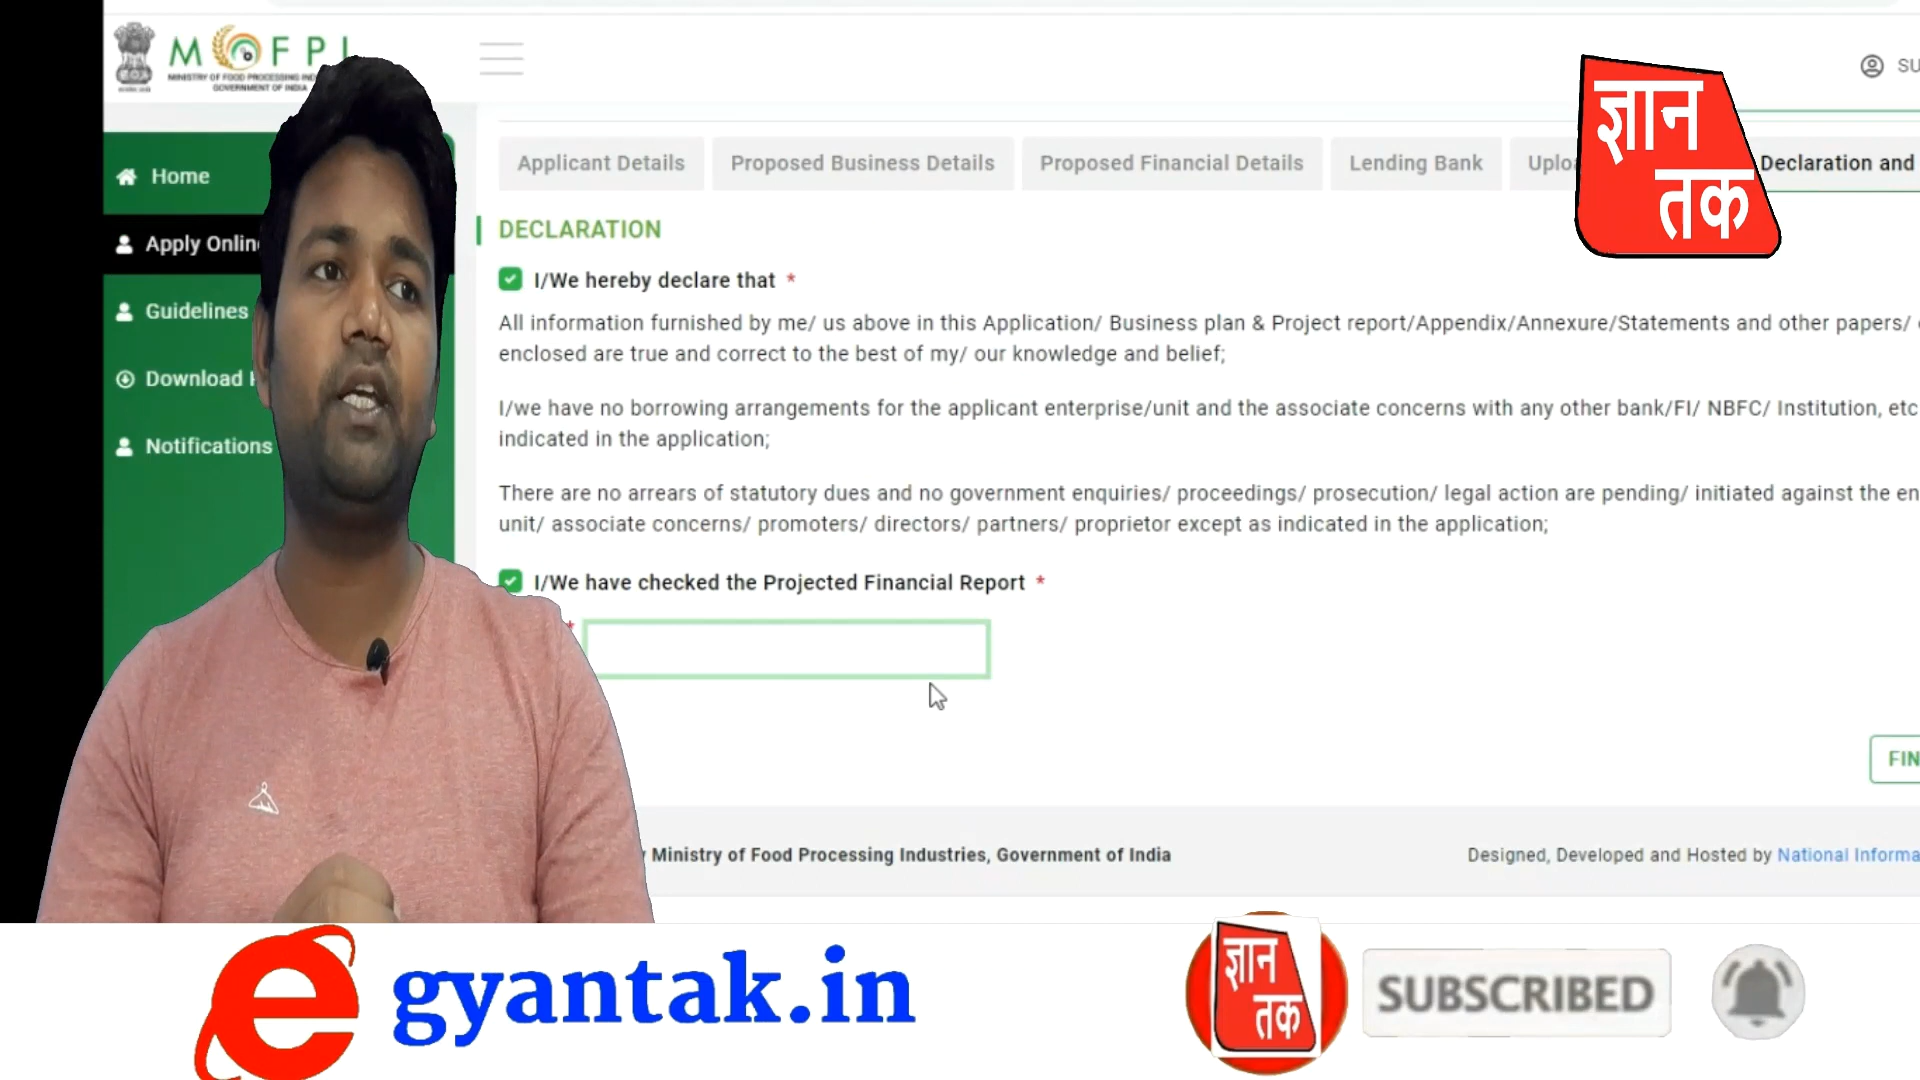 M FPI
MINISTRY OF FOOD PROCESSING IND
GOVERNMENT OF INDIA
SU
ज्ञान
तक
Home
Apply Onlin
Guidelines
Download
Notifications
Applicant Details
Proposed Business Details
Proposed Financial Details
Lending Bank
Uplo
Declaration and
DECLARATION
I/We hereby declare that *
All information furnished by me/ us above in this Application/ Business plan & Project report/Appendix/Annexure/Statements and other papers/
enclosed are true and correct to the best of my/ our knowledge and belief;
I/we have no borrowing arrangements for the applicant enterprise/unit and the associate concerns with any other bank/FI/ NBFC/ Institution, etc
indicated in the application;
There are no arrears of statutory dues and no government enquiries/ proceedings/ prosecution/ legal action are pending/ initiated against the en
unit/ associate concerns/ promoters/ directors/ partners/ proprietor except as indicated in the application;
I/We have checked the Projected Financial Report *
*
FIN
Ministry of Food Processing Industries, Government of India
Designed, Developed and Hosted by National Informa
e gyantak.in
ज्ञान
तक
SUBSCRIBED